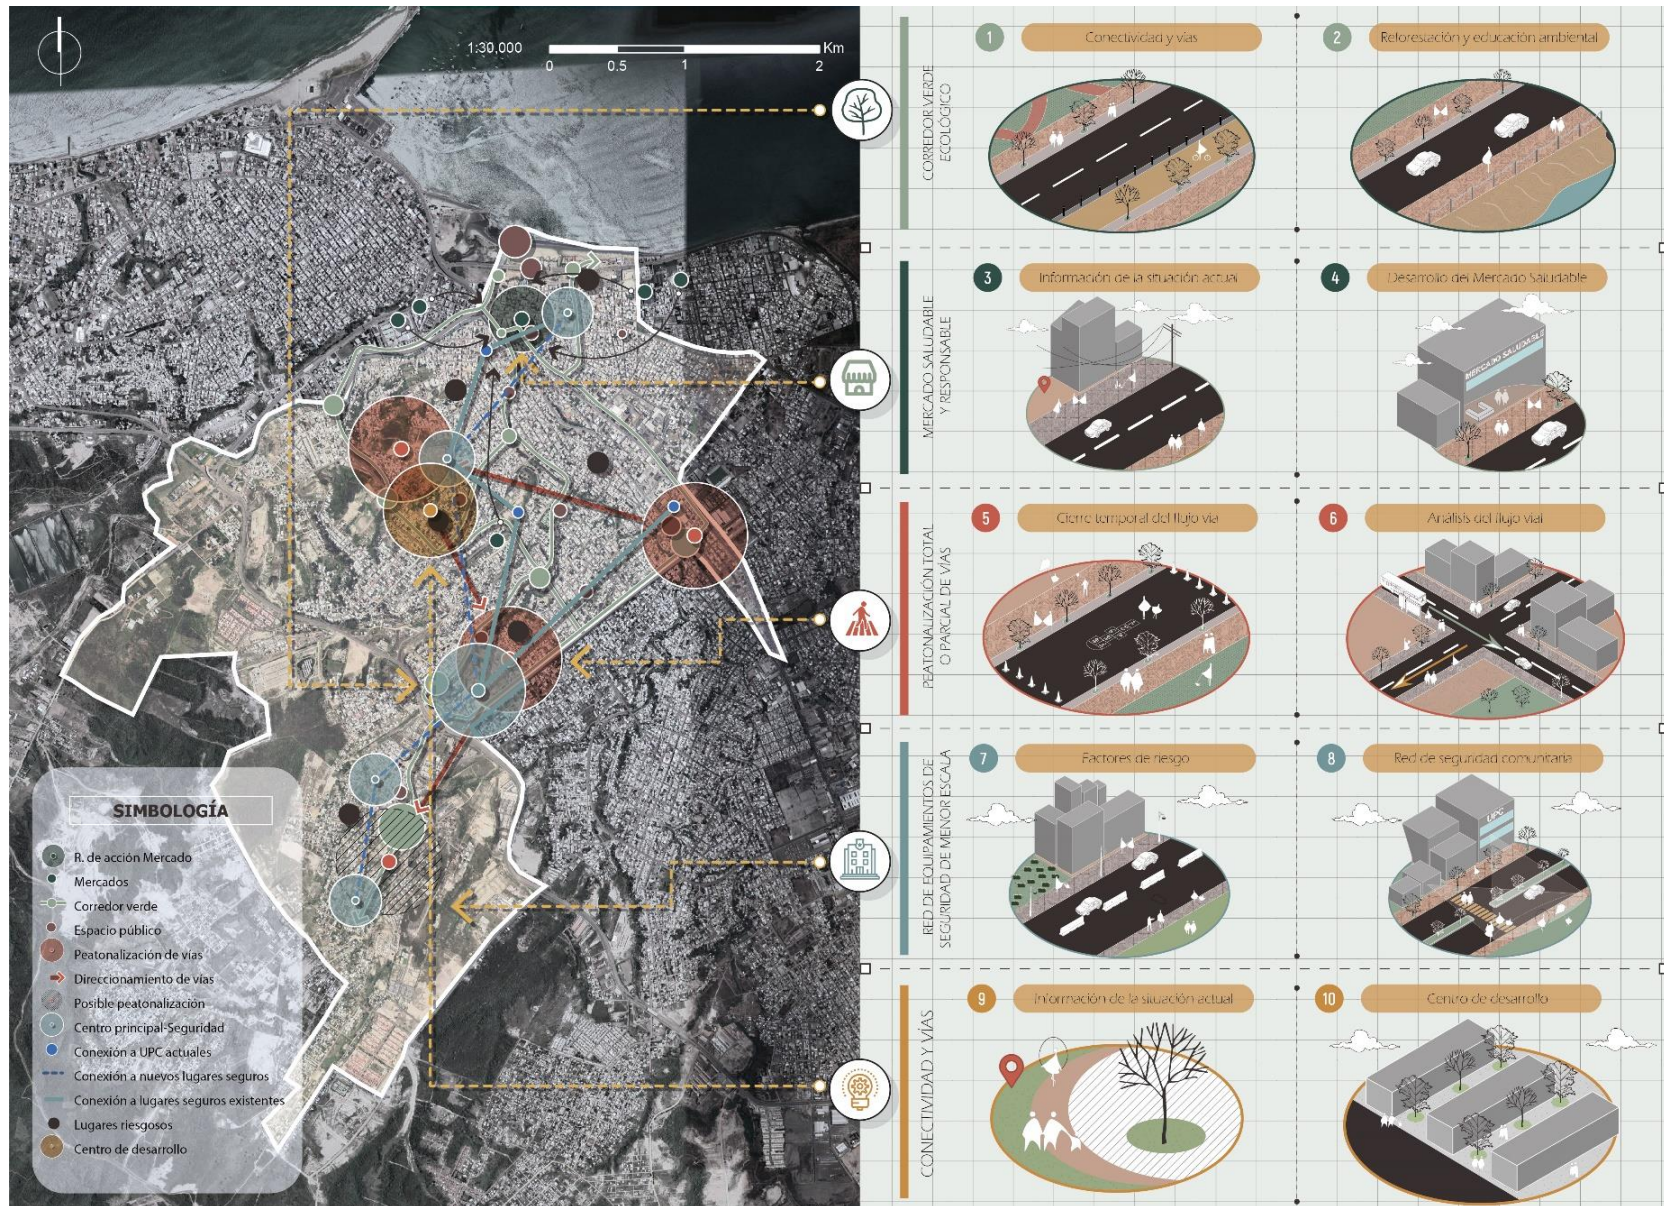 1:30,000
Km
0 0.5 1 2
SIMBOLOGÍA
R. de acción Mercado
Mercados
Corredor verde
Espacio público
Peatonalización de vías
Direccionamiento de vías
Posible peatonalización
Centro principal-Seguridad
Conexión a UPC actuales
Conexión a nuevos lugares seguros
Conexión a lugares seguros existentes
Lugares riesgosos
Centro de desarrollo
CORREDOR VERDE
ECOLÓGICO
1 Conectividad y vías
2 Reforestación y educación ambiental
MERCADO SALUDABLE
Y RESPONSABLE
3 Información de la situación actual
4 Desarrollo del Mercado Saludable
MERCADO SALUDABLE
PEATONALIZACIÓN TOTAL
O PARCIAL DE VÍAS
5 Cierre temporal del flujo via
6 Análisis del flujo vial
RED DE EQUIPAMIENTOS DE
SEGURIDAD DE MENOR ESCALA
7 Factores de riesgo
8 Red de seguridad comunitaria
UPC
CONECTIVIDAD Y VÍAS
9 Información de la situación actual
10 Centro de desarrollo